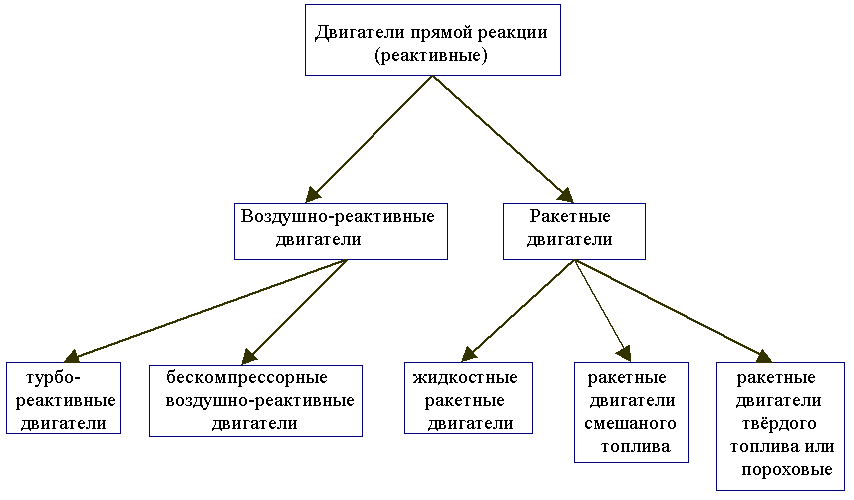 Двигатели прямой реакции
(реактивные)
Воздушно-реактивные
двигатели
Ракетные
двигатели
турбо-
реактивные
двигатели
бескомпрессорные
воздушно-реактивные
двигатели
жидкостные
ракетные
двигатели
ракетные
двигатели
смешаного
топлива
ракетные
двигатели
твёрдого
топлива или
пороховые